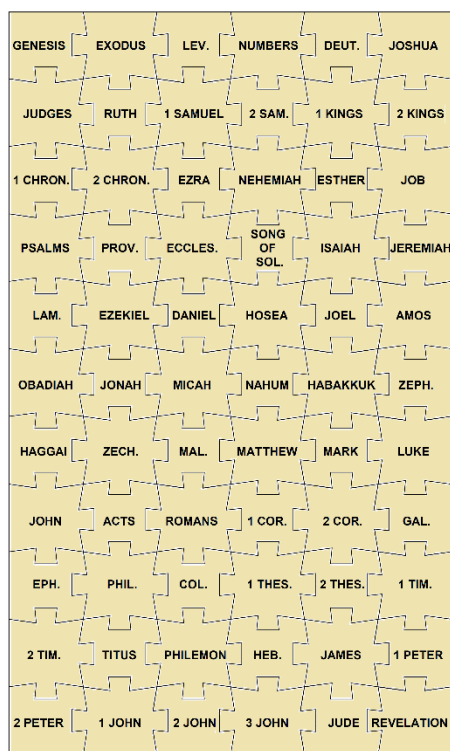 GENESIS EXODUS LEV. NUMBERS DEUT. JOSHUA
JUDGES RUTH 1 SAMUEL 2 SAM. 1 KINGS 2 KINGS
1 CHRON. 2 CHRON. EZRA NEHEMIAH ESTHER JOB
PSALMS PROV. ECCLES. SONG OF SOL. ISAIAH JEREMIAH
LAM. EZEKIEL DANIEL HOSEA JOEL AMOS
OBADIAH JONAH MICAH NAHUM HABAKKUK ZEPH.
HAGGAI ZECH. MAL. MATTHEW MARK LUKE
JOHN ACTS ROMANS 1 COR. 2 COR. GAL.
EPH. PHIL. COL. 1 THES. 2 THES. 1 TIM.
2 TIM. TITUS PHILEMON HEB. JAMES 1 PETER
2 PETER 1 JOHN 2 JOHN 3 JOHN JUDE REVELATION